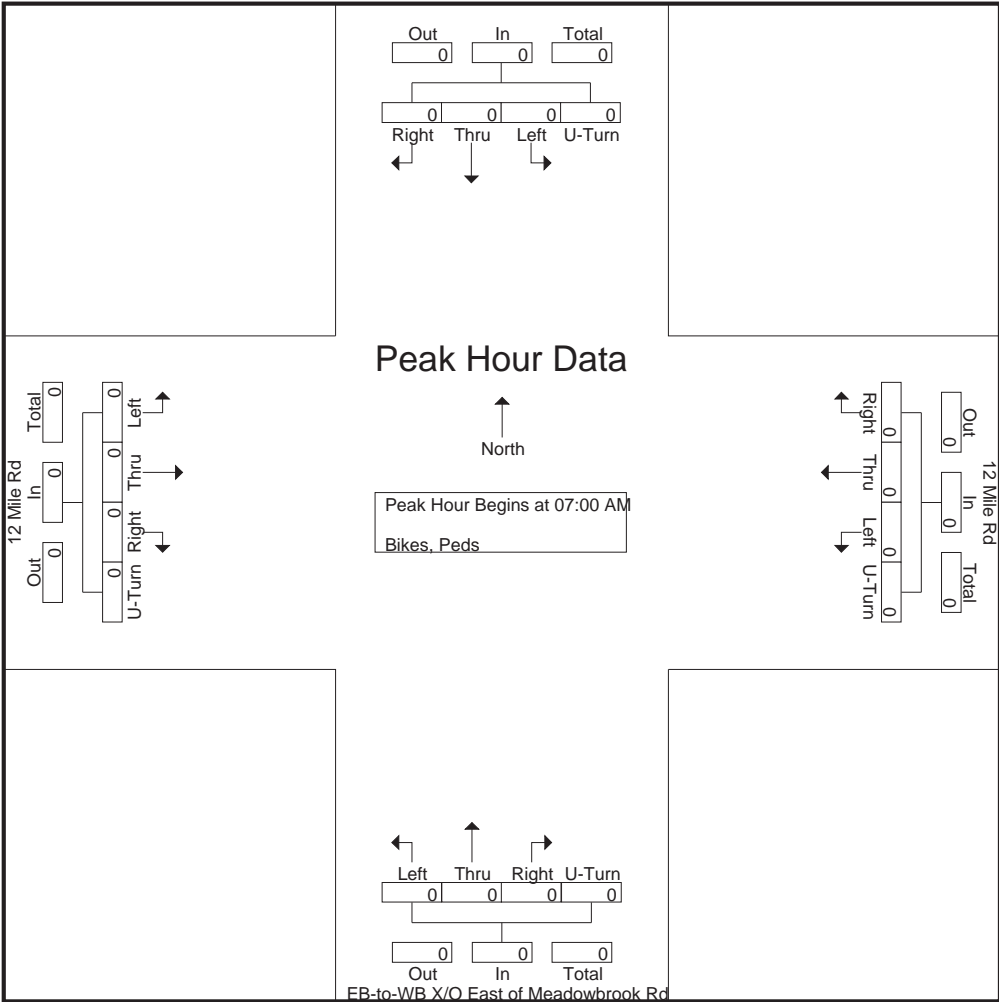 Out In Total
0 0 0
0 0 0 0
Right Thru Left U-Turn
Peak Hour Data
North
Peak Hour Begins at 07:00 AM
Bikes, Peds
12 Mile Rd
Out In Total
0 0 0
U-Turn Right Thru Left
0 0 0 0
12 Mile Rd
Out In Total
0 0 0
Right Thru Left U-Turn
0 0 0 0
Left Thru Right U-Turn
0 0 0 0
0 0 0
Out In Total
EB-to-WB X/O East of Meadowbrook Rd